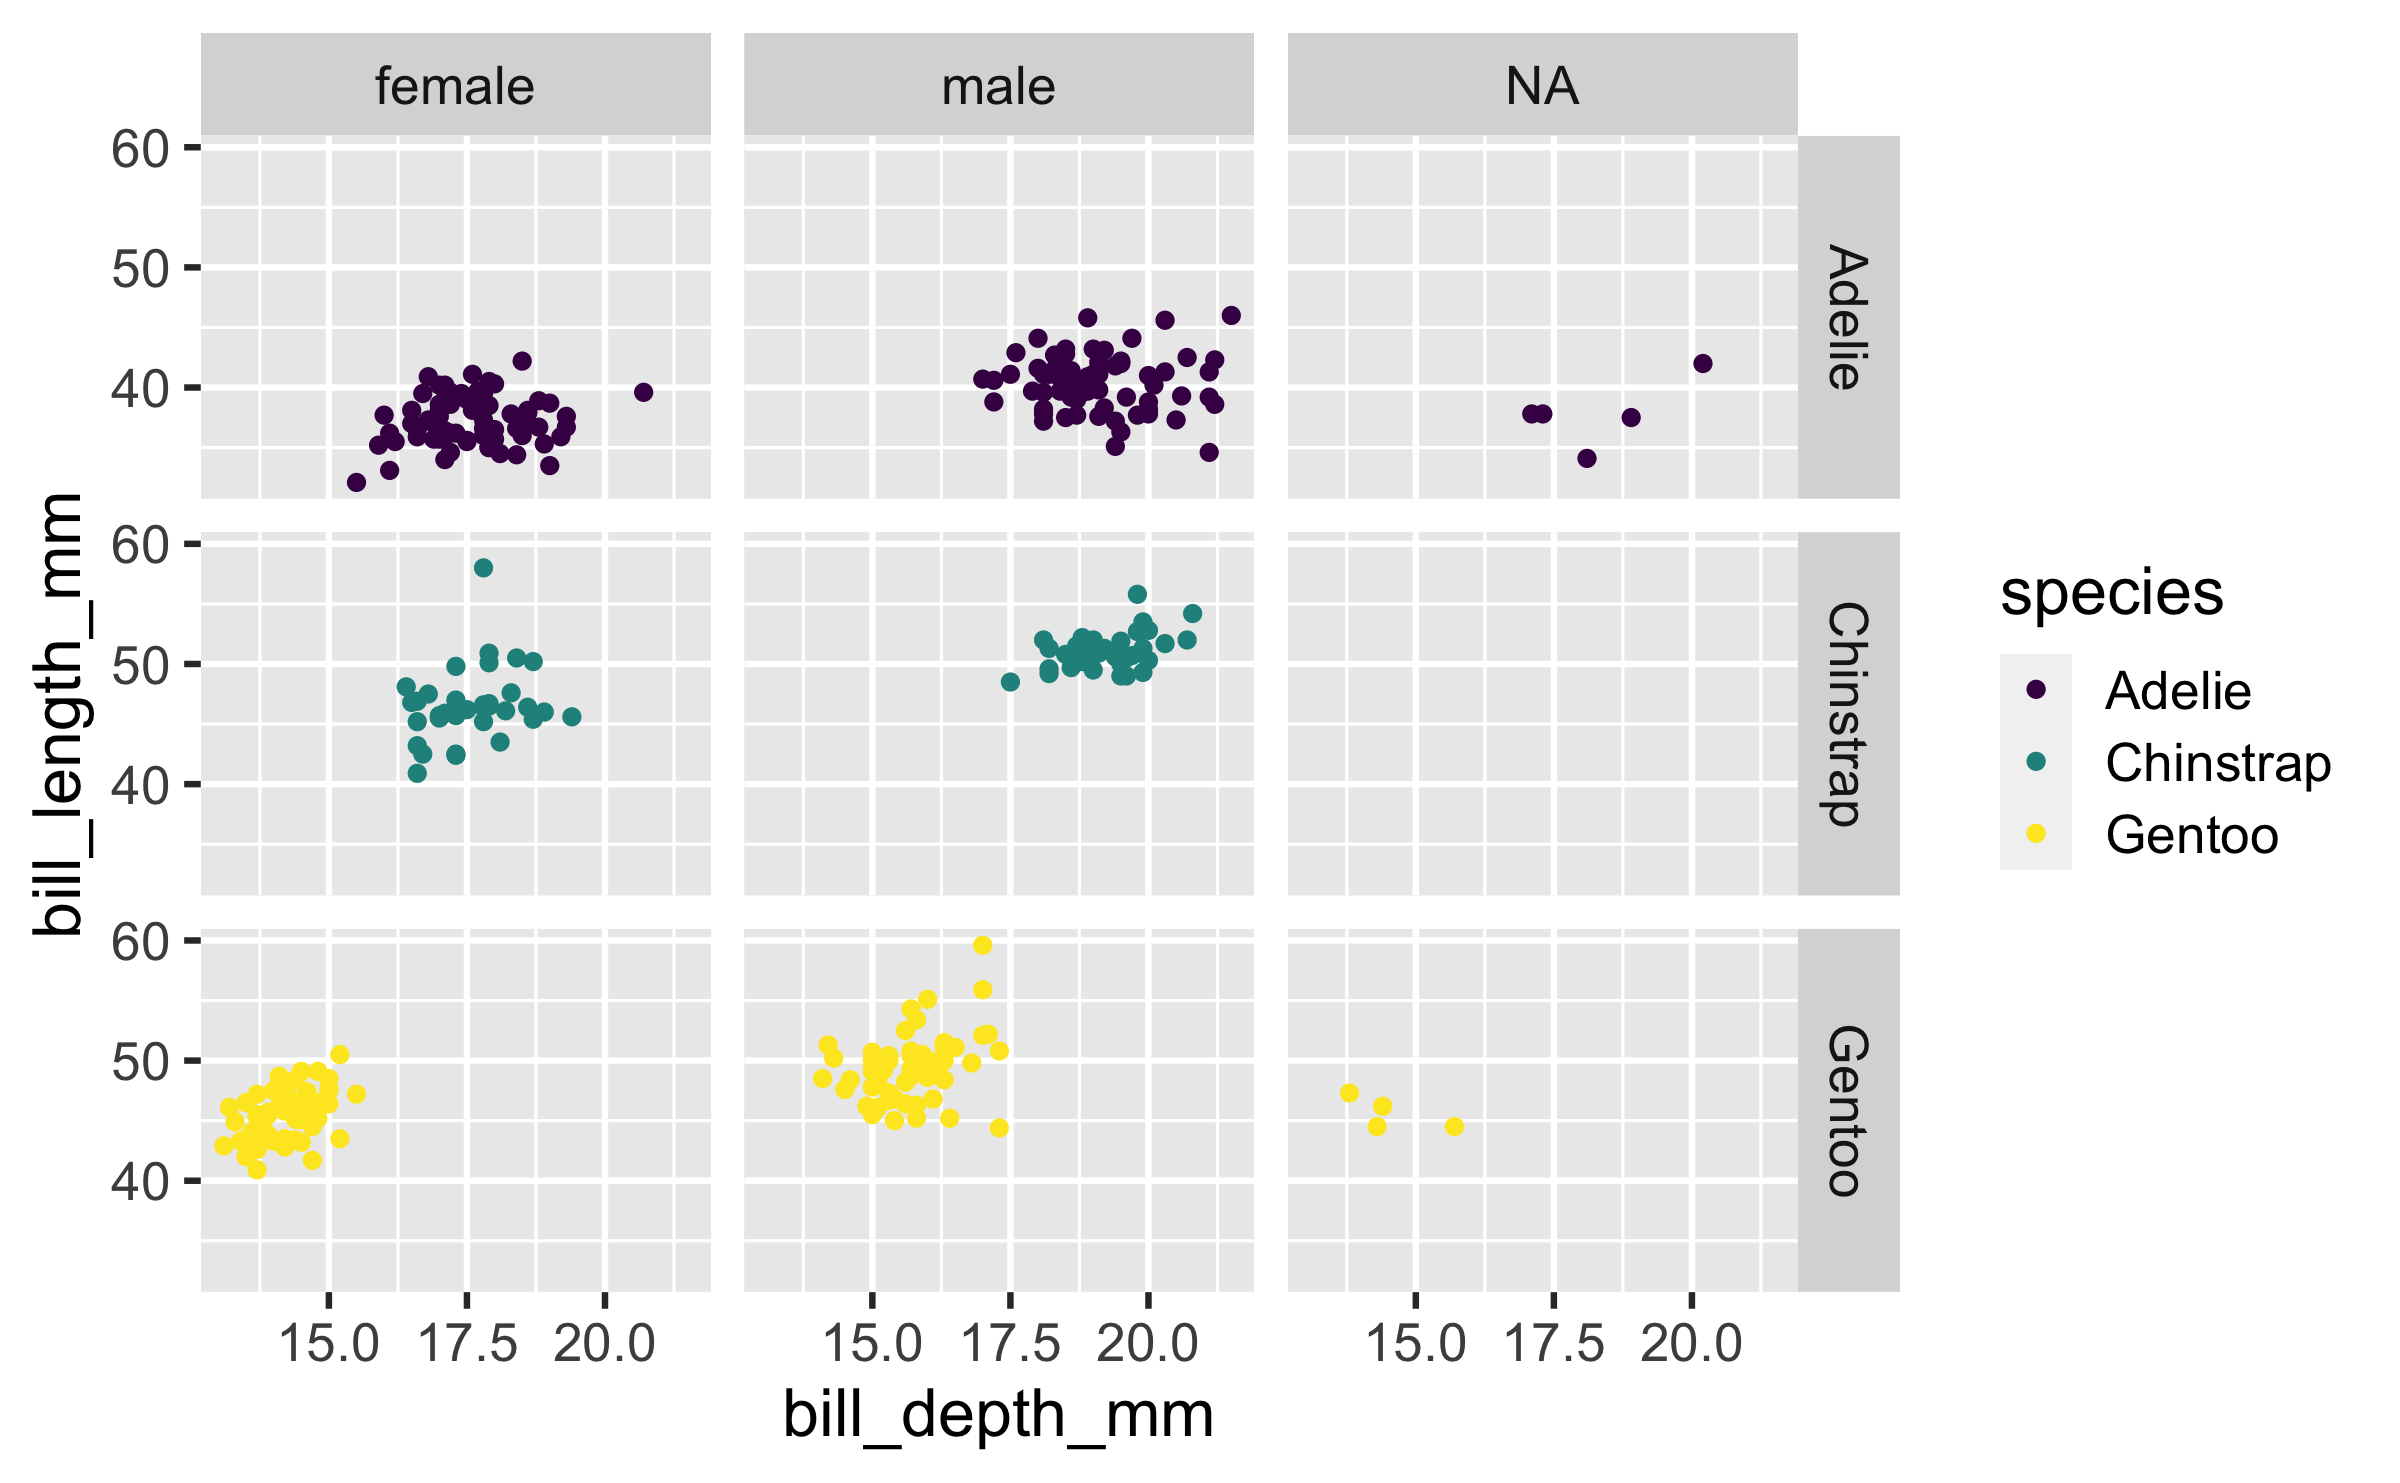 female male NA
60
50
40
Adelie
60
50
40
Chinstrap
60
50
40
Gentoo
15.0 17.5 20.0 15.0 17.5 20.0 15.0 17.5 20.0
bill_depth_mm
bill_length_mm
species
Adelie
Chinstrap
Gentoo